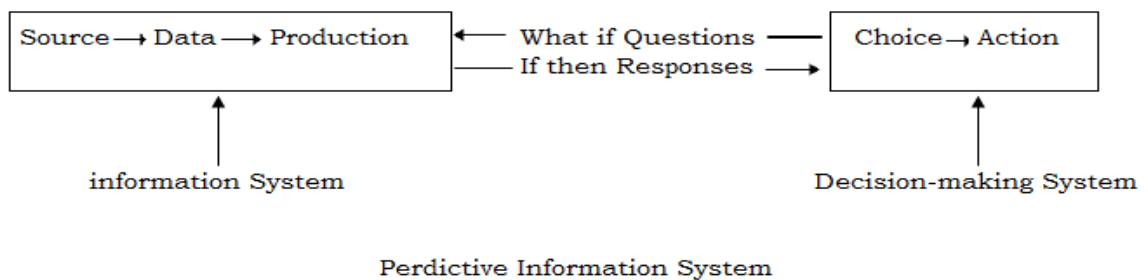 Source → Data → Production
What if Questions
If then Responses
Choice → Action
information System
Decision-making System
Perdictive Information System